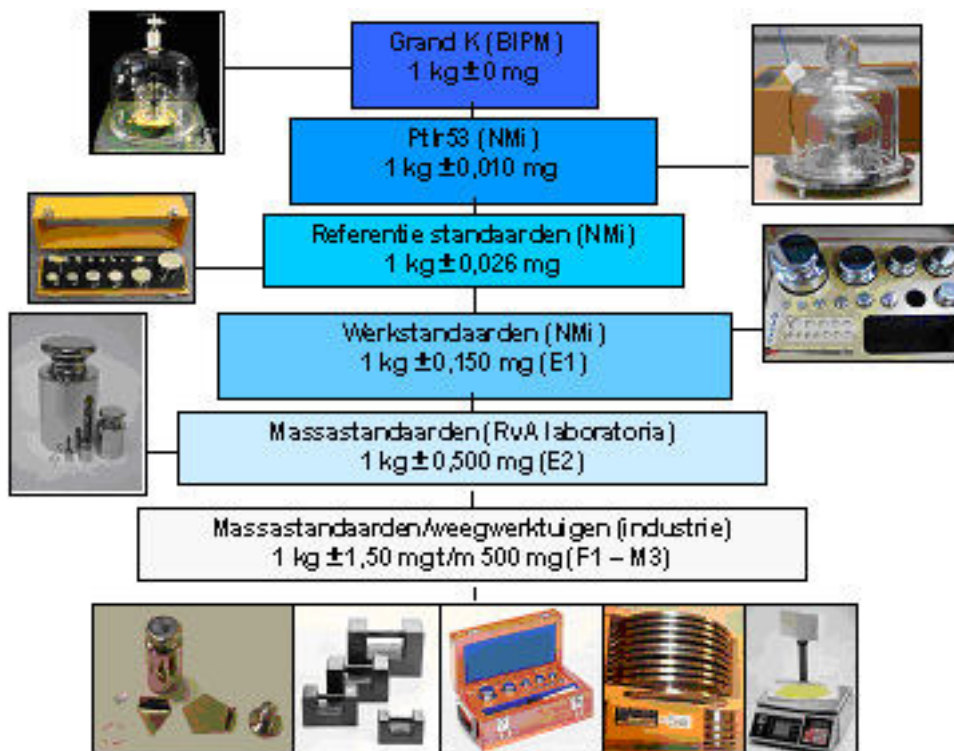 Grand K (BIPM)
1 kg ± 0 mg
PtIr53 (NMi)
1 kg ±0,010 mg
Referentie standaarden (NMi)
1 kg ±0,026 mg
Werkstandaarden (NMi)
1 kg ±0,150 mg (E1)
Massastandaarden (RvA laboratoria)
1 kg ±0,500 mg (E2)
Massastandaarden/weegwerktuigen (industrie)
1 kg ±1,50 mgt/m 500 mg (F1 – M3)